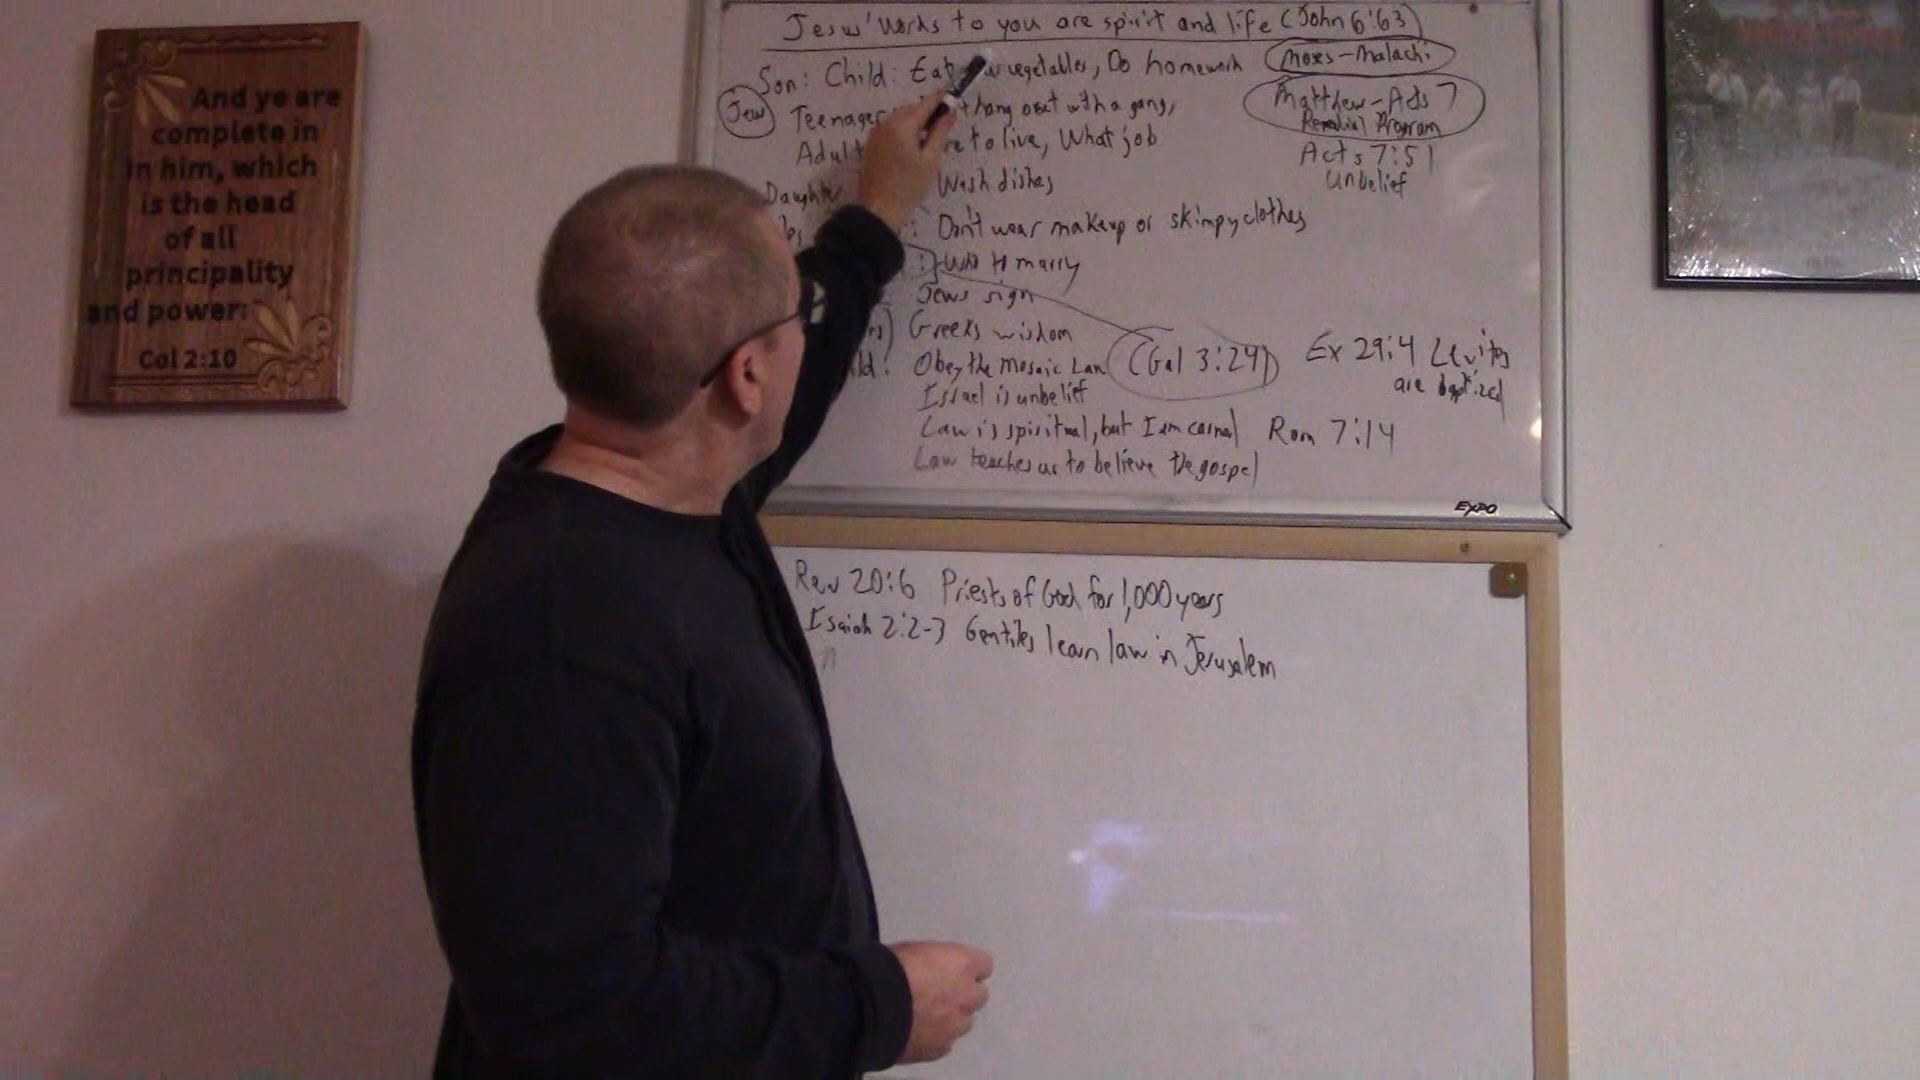 And ye are
complete in
in him, which
is the head
of all
principality
and power:
Col 2:10
Jesus' words to you are spirit and life (John 6:63)
Son: Child: Eat vegetables, Do homework
Moses-Malachi
Jew
Teenager hang out with a gang,
Matthew-Acts 7
Remedial Program
Adult to live, What job
Acts 7:51
Unbelief
Daughter Wash dishes
Don't wear makeup or skimpy clothes
Who to marry
Jews sign
Greeks wisdom
Obey the Mosaic Law (Gal 3:24) Ex 29:4 Levites
are baptized
Israel is unbelief
Law is spiritual, but I am carnal Rom 7:14
Law teaches us to believe the gospel
EXPO
Rev 20:6 Priests of God for 1,000 years
Isaiah 2:2-3 Gentiles learn law in Jerusalem